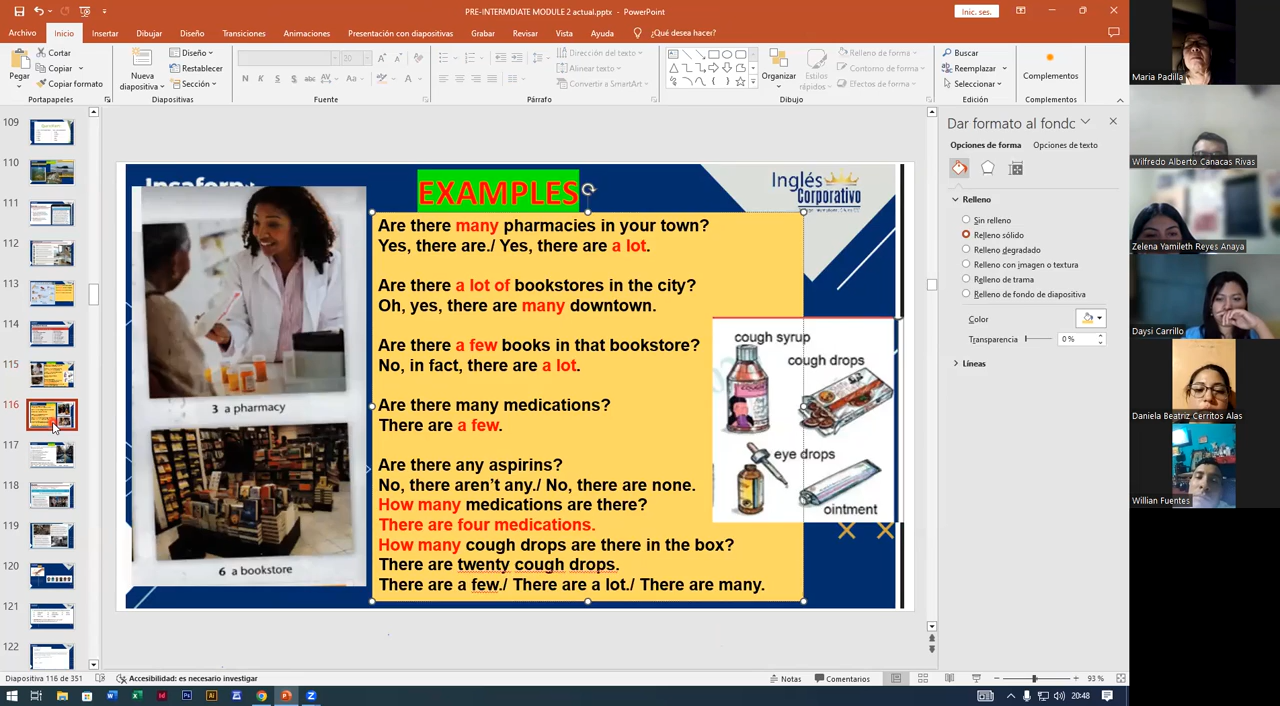 PRE-INTERMDIATE MODULE 2 actual.pptx - PowerPoint
Inic. ses.
Archivo Inicio Insertar Dibujar Diseño Transiciones Animaciones Presentación con diapositivas Grabar Revisar Vista Ayuda ¿Qué desea hacer?
Pegar
Cortar
Copiar
Copiar formato
Portapapeles
Nueva
diapositiva
Diseño
Restablecer
Sección
Diapositivas
20
N K S S abc AV Aa A
Fuente
Párrafo
Dirección del texto
Alinear texto
Convertir a SmartArt
Organizar
Estilos
rápidos
Relleno de forma
Contorno de forma
Efectos de forma
Dibujo
Buscar
Reemplazar
Seleccionar
Edición
Complementos
Complementos
109
110
111
112
113
114
115
116
117
118
119
120
121
122
Insaforp
EXAMPLES
Inglés
Corporativo
Are there many pharmacies in your town?
Yes, there are./ Yes, there are a lot.
Are there a lot of bookstores in the city?
Oh, yes, there are many downtown.
Are there a few books in that bookstore?
No, in fact, there are a lot.
Are there many medications?
There are a few.
Are there any aspirins?
No, there aren't any./ No, there are none.
How many medications are there?
There are four medications.
How many cough drops are there in the box?
There are twenty cough drops.
There are a few./ There are a lot./ There are many.
3 a pharmacy
6 a bookstore
cough syrup
cough drops
eye drops
ointment
Dar formato al fondo
Opciones de forma Opciones de texto
Relleno
Sin relleno
Relleno sólido
Relleno degradado
Relleno con imagen o textura
Relleno de trama
Relleno de fondo de diapositiva
Color
Transparencia 0 %
Líneas
Maria Padilla
Wilfredo Alberto Canacas Rivas
Zelena Yamileth Reyes Anaya
Daysi Carrillo
Daniela Beatriz Cerritos Alas
Willian Fuentes
Diapositiva 116 de 351
Accesibilidad: es necesario investigar
Notas
Comentarios
93 %
20:48